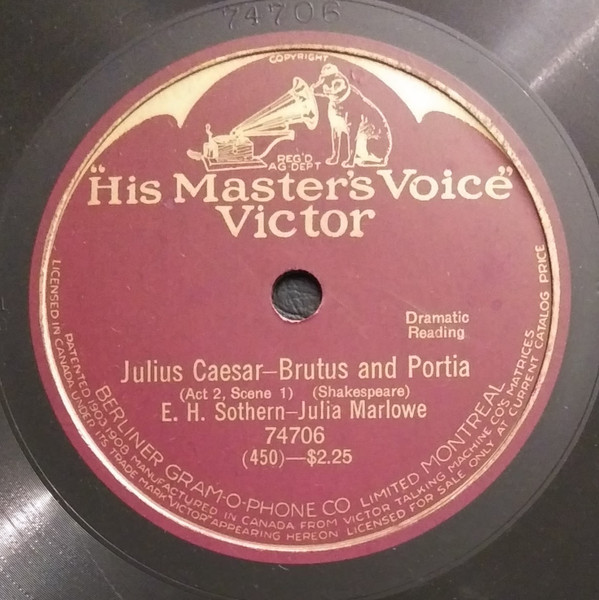 74706
COPYRIGHT
REG'D
AG-DEPT
"His Master's Voice"
Victor
Dramatic
Reading
Julius Caesar–Brutus and Portia
(Act 2, Scene 1) (Shakespeare)
E. H. Sothern–Julia Marlowe
74706
(450)–$2.25
BERLINER GRAM-O-PHONE CO LIMITED MONTREAL
PATENTED 1903 1908 MANUFACTURED IN CANADA FROM VICTOR TALKING MACHINE CO'S MATRICES
LICENSED IN CANADA UNDER ITS TRADE MARK "VICTOR" APPEARING HEREON LICENSED FOR SALE ONLY AT CURRENT CATALOG PRICE